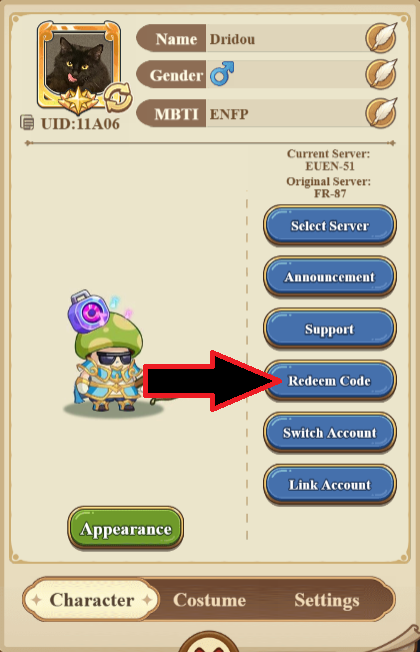 Name Dridou
Gender
MBTI ENFP
UID:11A06
Current Server:
EUEN-51
Original Server:
FR-87
Select Server
Announcement
Support
Redeem Code
Switch Account
Link Account
Appearance
Character Costume Settings